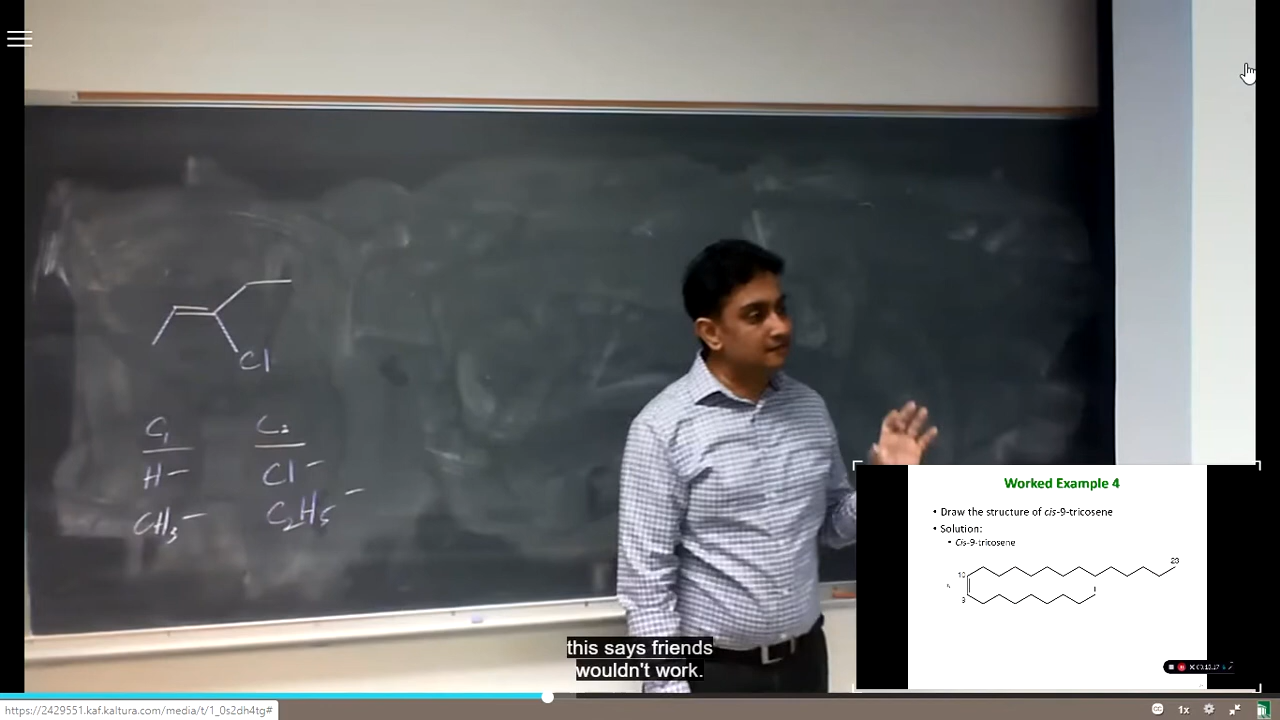 Cl
C₁ C₂
H– Cl–
CH₃– C₂H₅–
this says friends
wouldn't work.
Worked Example 4
• Draw the structure of cis-9-tricosene
• Solution:
• Cis-9-tricosene
23
10
1
https://2429551.kaf.kaltura.com/media/t/1_0s2dh4tg#
1x